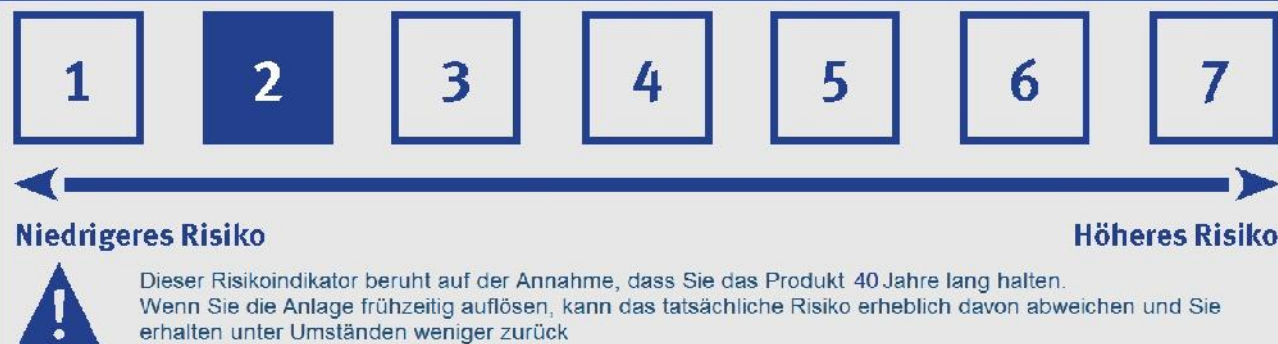 1 2 3 4 5 6 7
Niedrigeres Risiko Höheres Risiko
!
Dieser Risikoindikator beruht auf der Annahme, dass Sie das Produkt 40 Jahre lang halten.
Wenn Sie die Anlage frühzeitig auflösen, kann das tatsächliche Risiko erheblich davon abweichen und Sie
erhalten unter Umständen weniger zurück